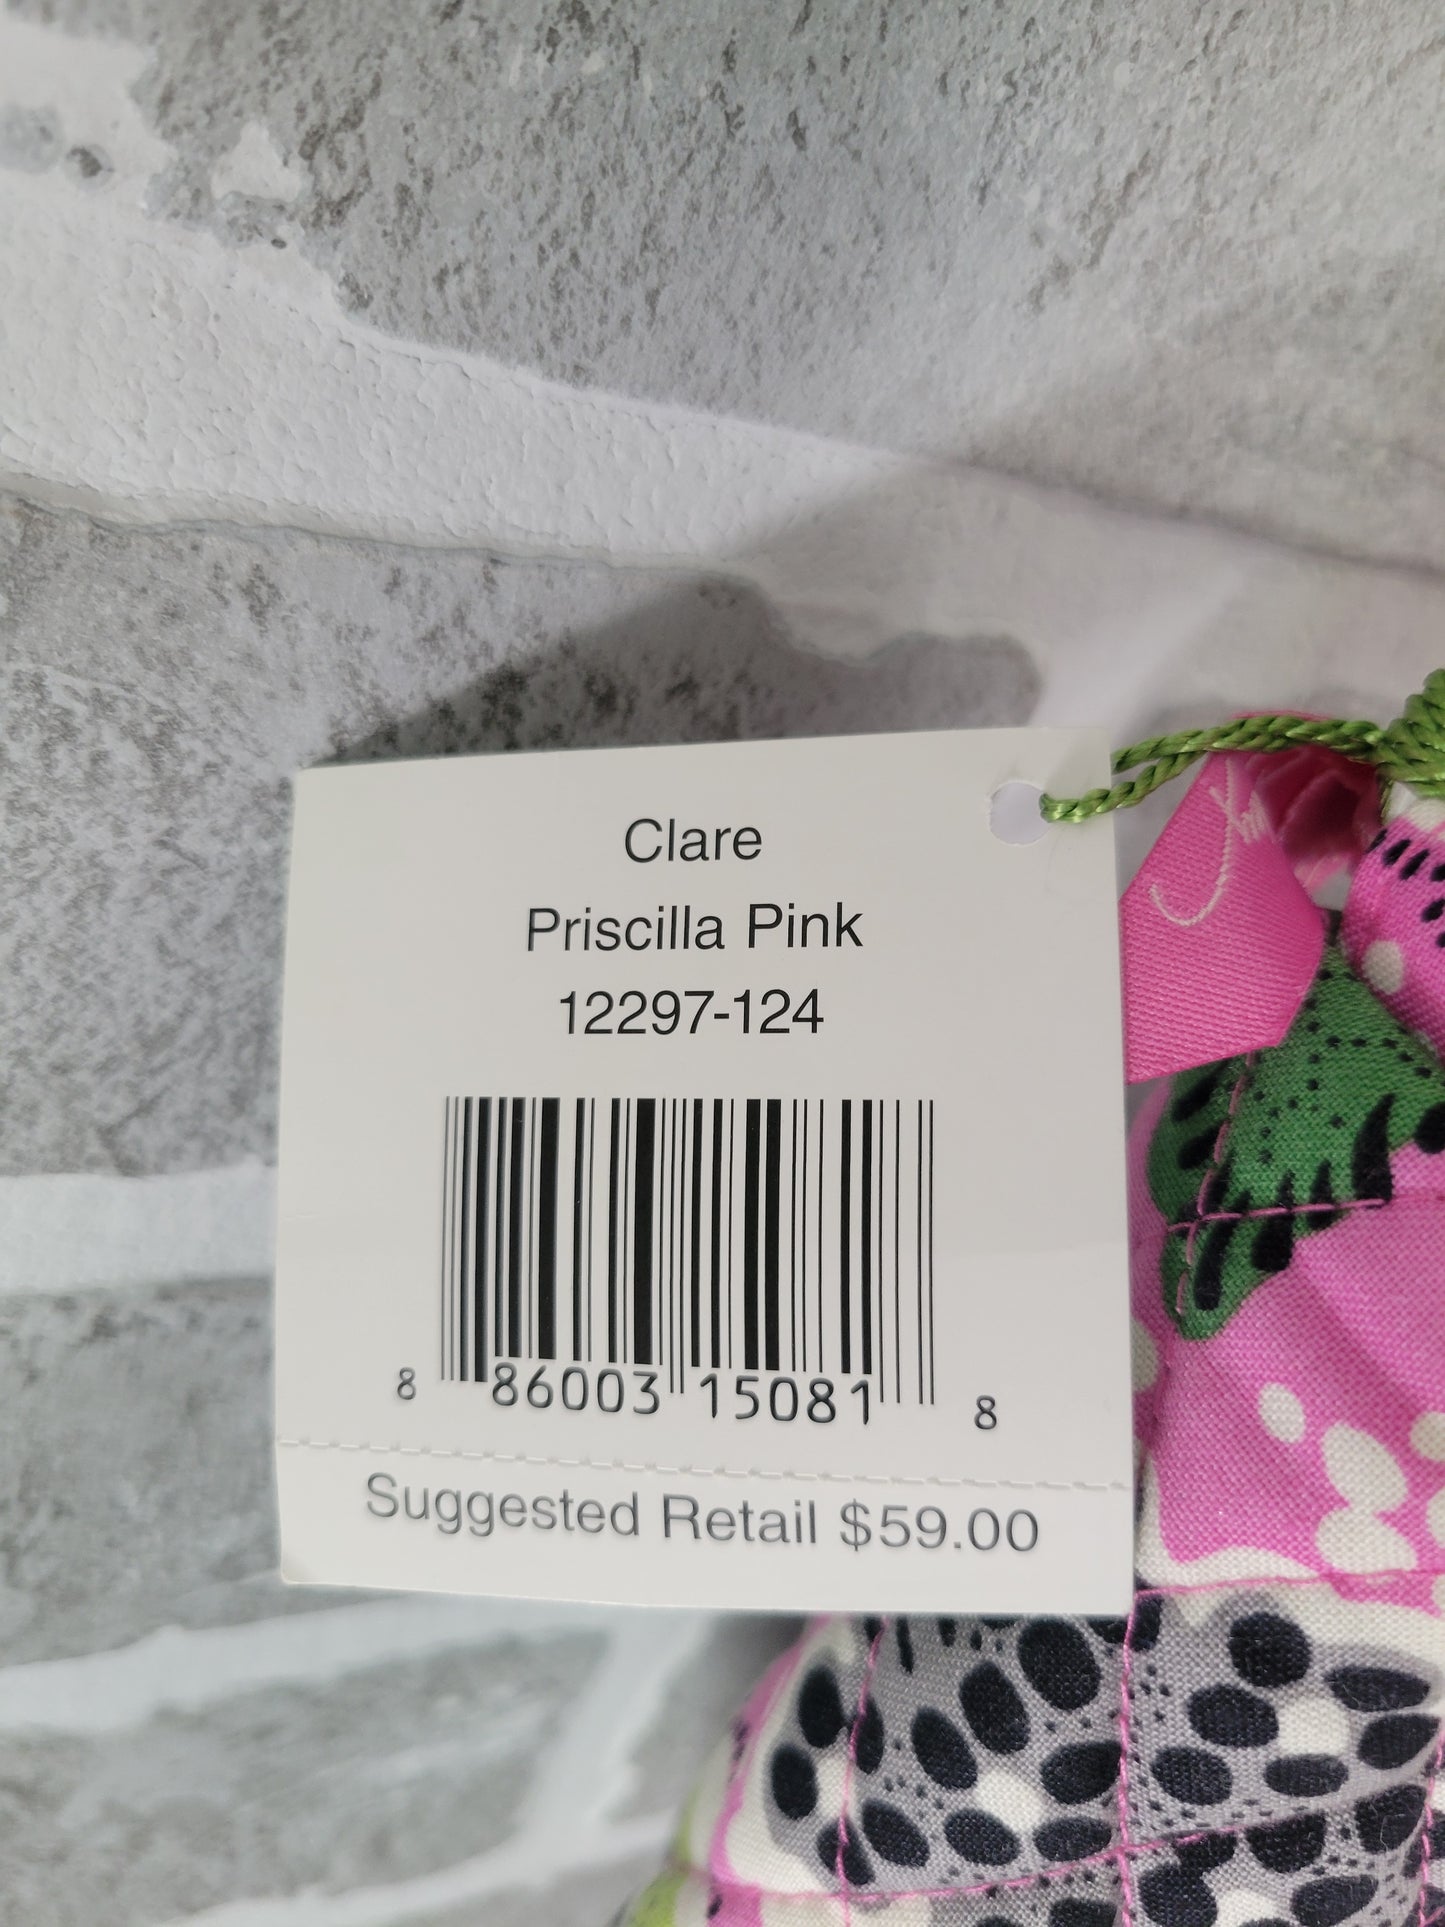 Clare
Priscilla Pink
12297-124
8 86003 15081 8
Suggested Retail $59.00